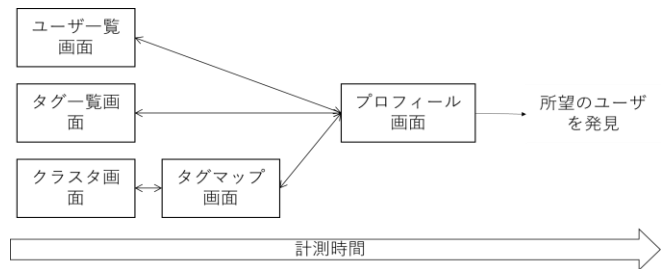 ユーザ一覧
画面
タグ一覧画
面
プロフィール
画面
所望のユーザ
を発見
クラスタ画
面
タグマップ
画面
計測時間